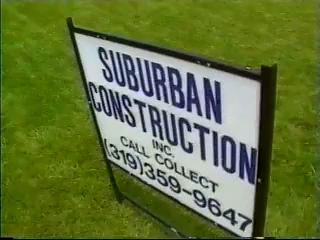 SUBURBAN
CONSTRUCTION
INC.
CALL COLLECT
(319)359-9647